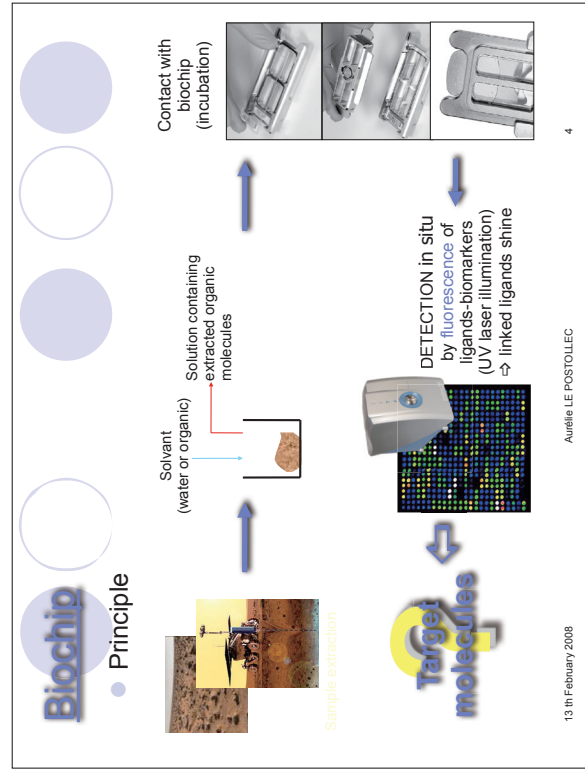 Biochip
Principle
Sample extraction
Solvant
(water or organic)
Solution containing
extracted organic
molecules
Contact with
biochip
(incubation)
DETECTION in situ
by fluorescence of
ligands-biomarkers
(UV laser illumination)
⇨ linked ligands shine
?
Target
molecules
13 th February 2008
Aurélie LE POSTOLLEC
4